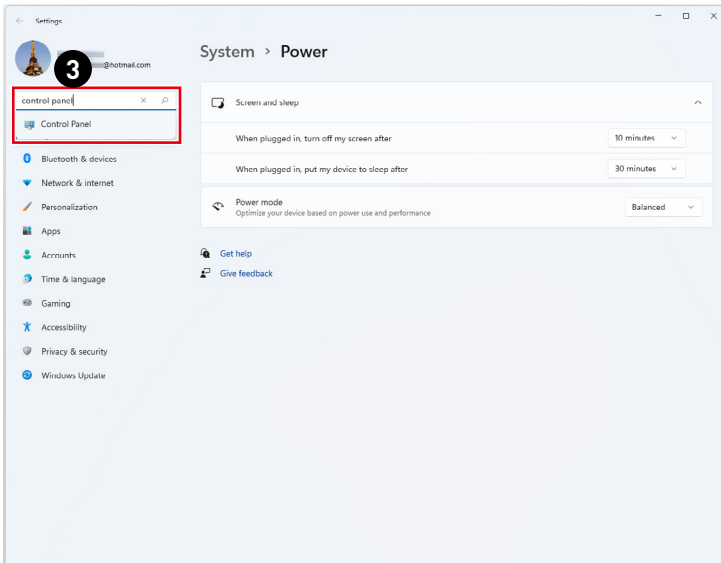 Settings
3
@hotmail.com
System > Power
control panel
Control Panel
Screen and sleep
When plugged in, turn off my screen after
10 minutes
When plugged in, put my device to sleep after
30 minutes
Power mode
Optimize your device based on power use and performance
Balanced
Get help
Give feedback
Bluetooth & devices
Network & internet
Personalization
Apps
Accounts
Time & language
Gaming
Accessibility
Privacy & security
Windows Update